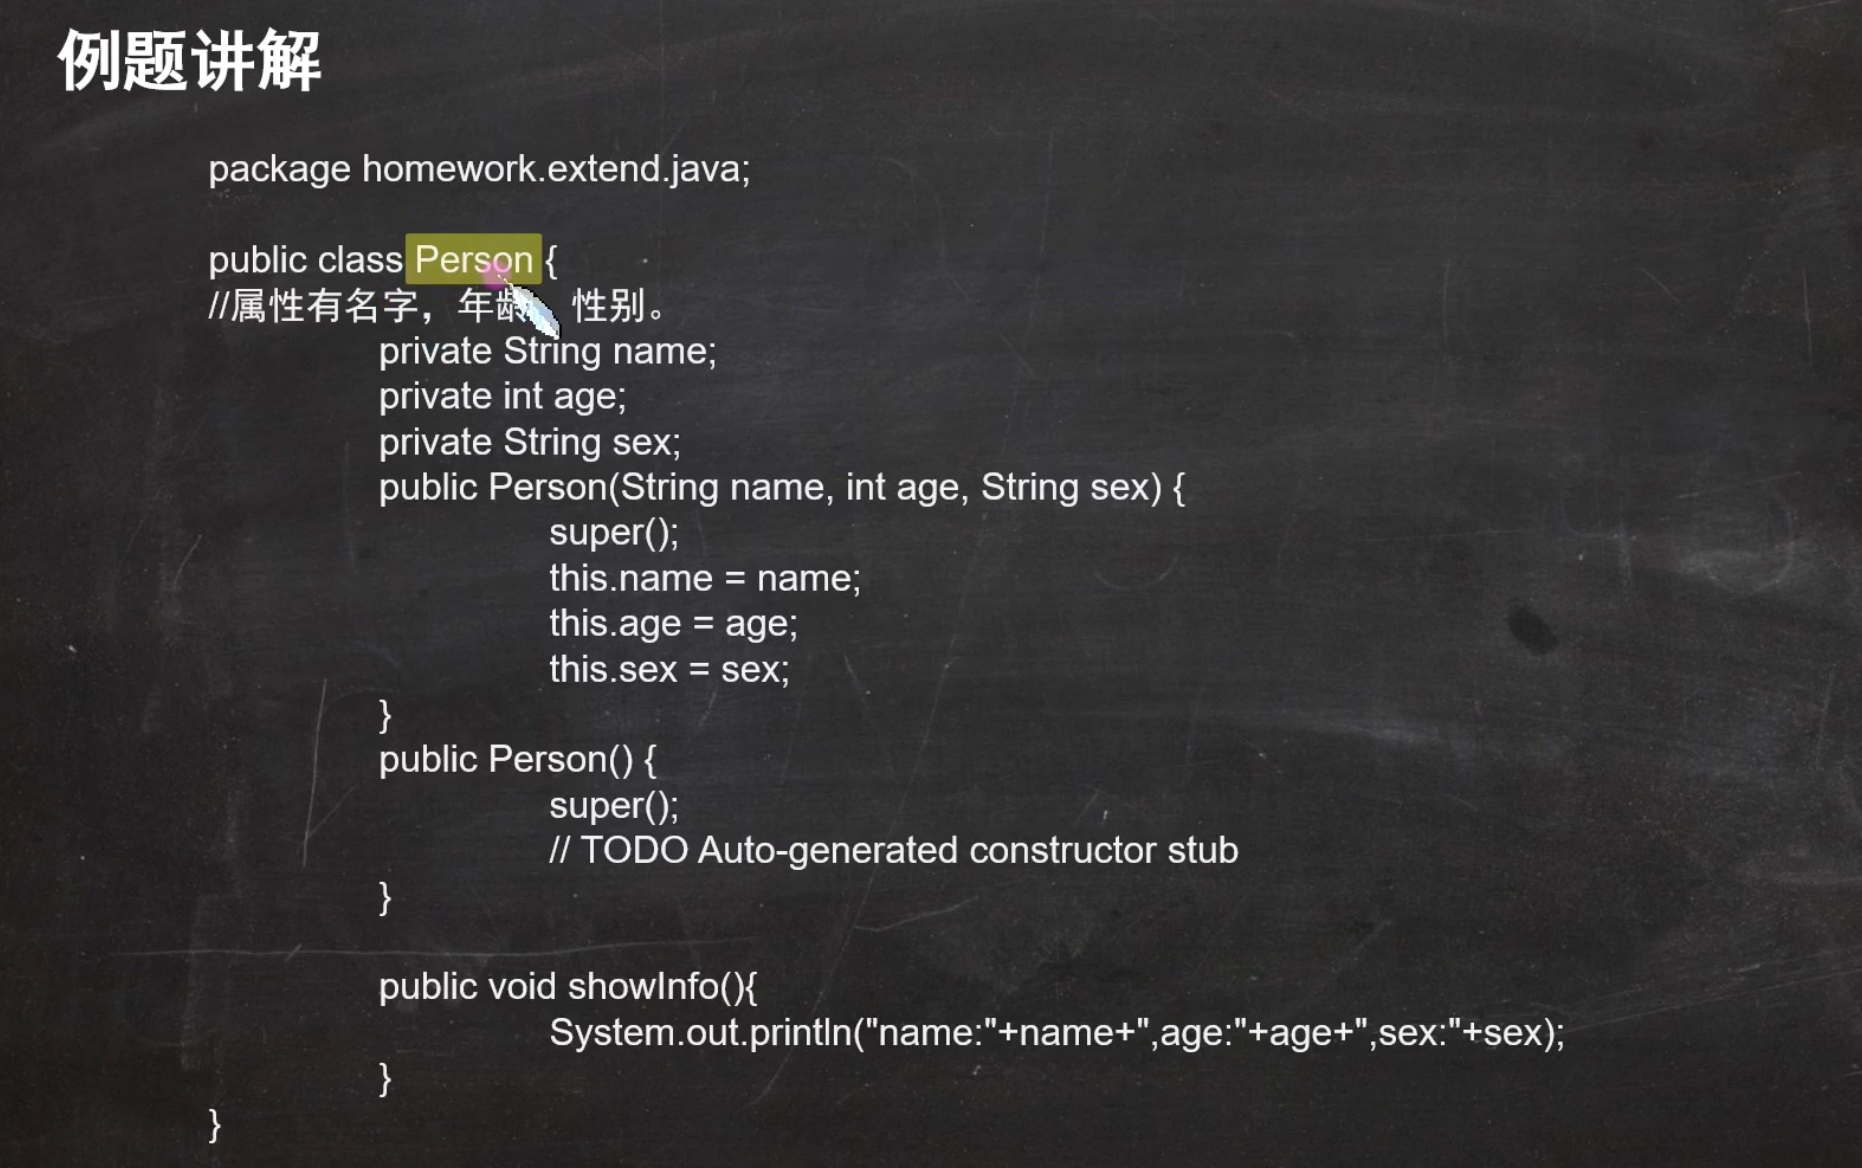 例题讲解
package homework.extend.java;
public class Person {
//属性有名字，年龄 性别。
private String name;
private int age;
private String sex;
public Person(String name, int age, String sex) {
super();
this.name = name;
this.age = age;
this.sex = sex;
}
public Person() {
super();
// TODO Auto-generated constructor stub
}
public void showInfo(){
System.out.println("name:"+name+",age:"+age+",sex:"+sex);
}
}